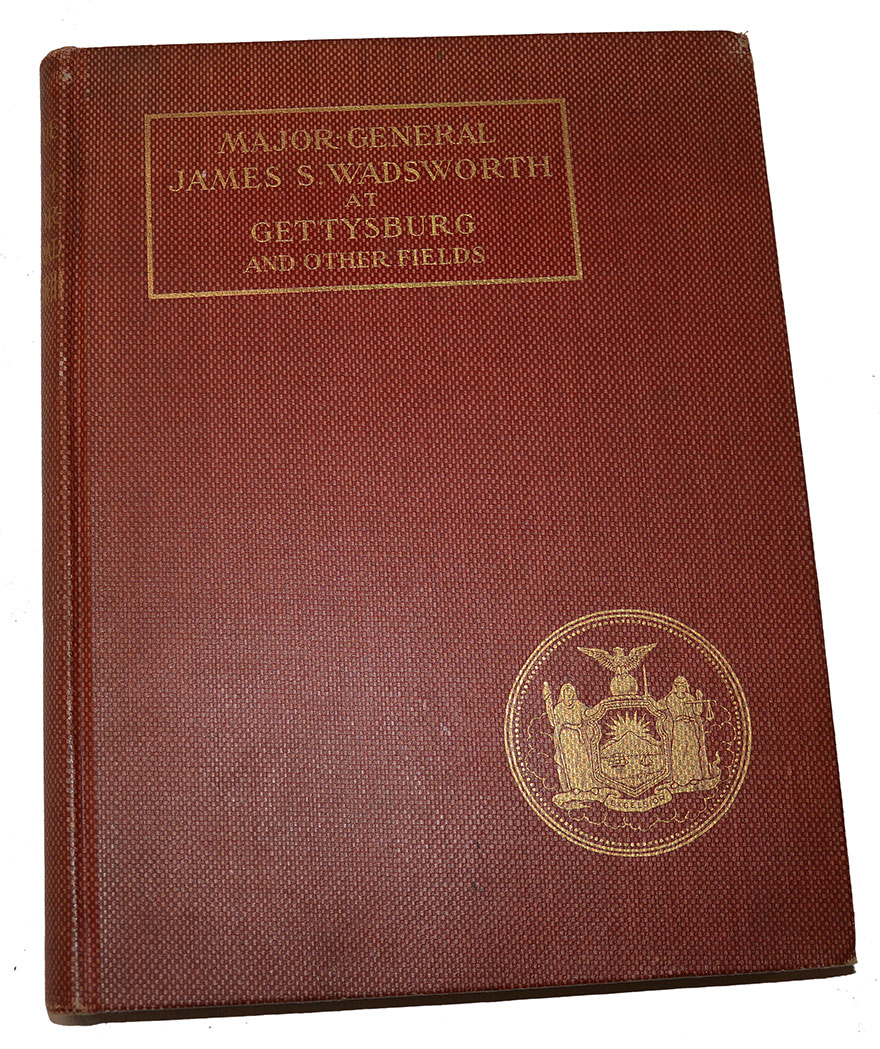 MAJOR-GENERAL
JAMES S. WADSWORTH
AT
GETTYSBURG
AND OTHER FIELDS